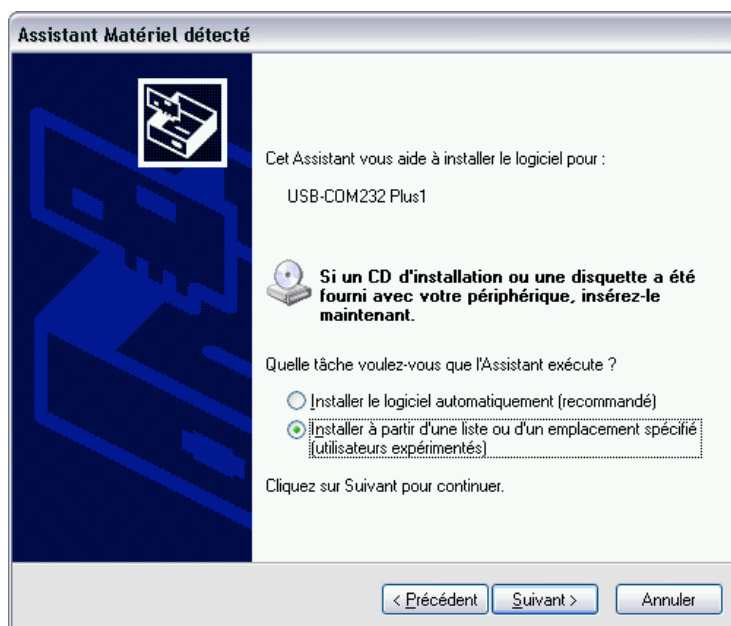 Assistant Matériel détecté
Cet Assistant vous aide à installer le logiciel pour :
USB-COM232 Plus1
Si un CD d'installation ou une disquette a été
fourni avec votre périphérique, insérez-le
maintenant.
Quelle tâche voulez-vous que l'Assistant exécute ?
Installer le logiciel automatiquement (recommandé)
Installer à partir d'une liste ou d'un emplacement spécifié
(utilisateurs expérimentés)
Cliquez sur Suivant pour continuer.
< Précédent
Suivant >
Annuler